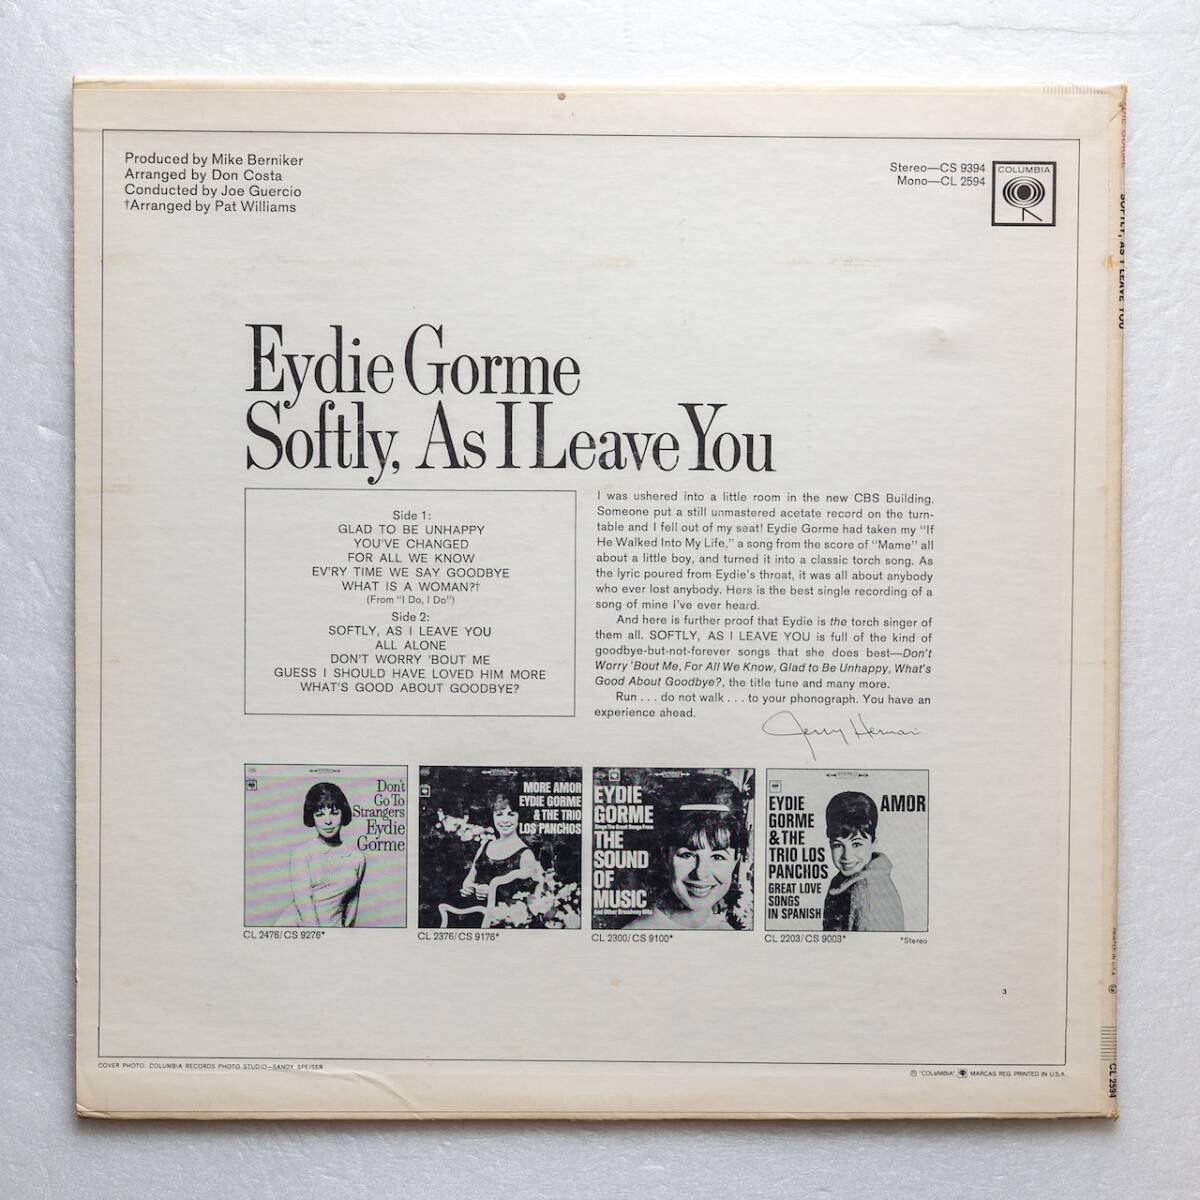 Produced by Mike Berniker
Arranged by Don Costa
Conducted by Joe Guercio
†Arranged by Pat Williams
Stereo—CS 9394
Mono—CL 2594
COLUMBIA
Eydie Gorme
Softly, As I Leave You
Side 1:
GLAD TO BE UNHAPPY
YOU'VE CHANGED
FOR ALL WE KNOW
EV'RY TIME WE SAY GOODBYE
WHAT IS A WOMAN?†
(From "I Do, I Do")
Side 2:
SOFTLY, AS I LEAVE YOU
ALL ALONE
DON'T WORRY 'BOUT ME
GUESS I SHOULD HAVE LOVED HIM MORE
WHAT'S GOOD ABOUT GOODBYE?
I was ushered into a little room in the new CBS Building.
Someone put a still unmastered acetate record on the turn-
table and I fell out of my seat! Eydie Gorme had taken my "If
He Walked Into My Life," a song from the score of "Mame" all
about a little boy, and turned it into a classic torch song. As
the lyric poured from Eydie's throat, it was all about anybody
who ever lost anybody. Here is the best single recording of a
song of mine I've ever heard.
And here is further proof that Eydie is the torch singer of
them all. SOFTLY, AS I LEAVE YOU is full of the kind of
goodbye-but-not-forever songs that she does best—Don't
Worry 'Bout Me, For All We Know, Glad to Be Unhappy, What's
Good About Goodbye?, the title tune and many more.
Run . . . do not walk . . . to your phonograph. You have an
experience ahead.
Jerry Herman
Don't
Go To
Strangers
Eydie
Gorme
CL 2476/CS 9276*
MORE AMOR
EYDIE GORME
& THE TRIO
LOS PANCHOS
CL 2376/CS 9176*
EYDIE
GORME
Sings The Great Songs From
THE
SOUND
OF
MUSIC
And Other Broadway Hits
CL 2300/CS 9100*
EYDIE
GORME
& THE
TRIO LOS
PANCHOS
GREAT LOVE
SONGS
IN SPANISH
AMOR
CL 2203/CS 9003*
*Stereo
3
COVER PHOTO: COLUMBIA RECORDS PHOTO STUDIO—SANDY SPEISER
® "COLUMBIA", MARCAS REG. PRINTED IN U.S.A.
SOFTLY, AS I LEAVE YOU
PRINTED IN U.S.A.
CL 2594